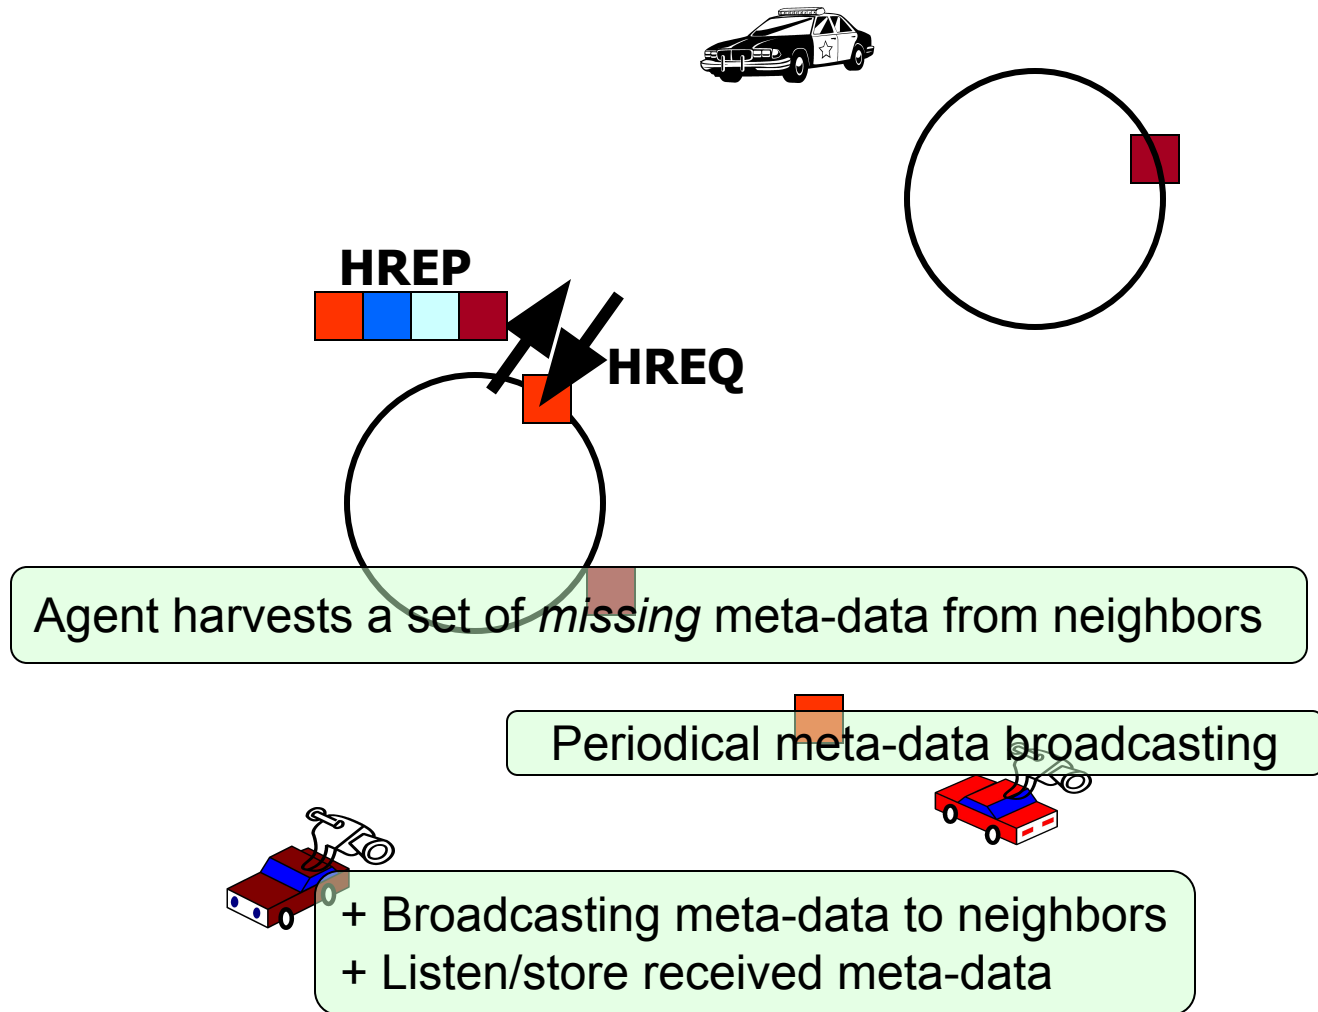 HREP
HREQ
Agent harvests a set of missing meta-data from neighbors
Periodical meta-data broadcasting
+ Broadcasting meta-data to neighbors
+ Listen/store received meta-data